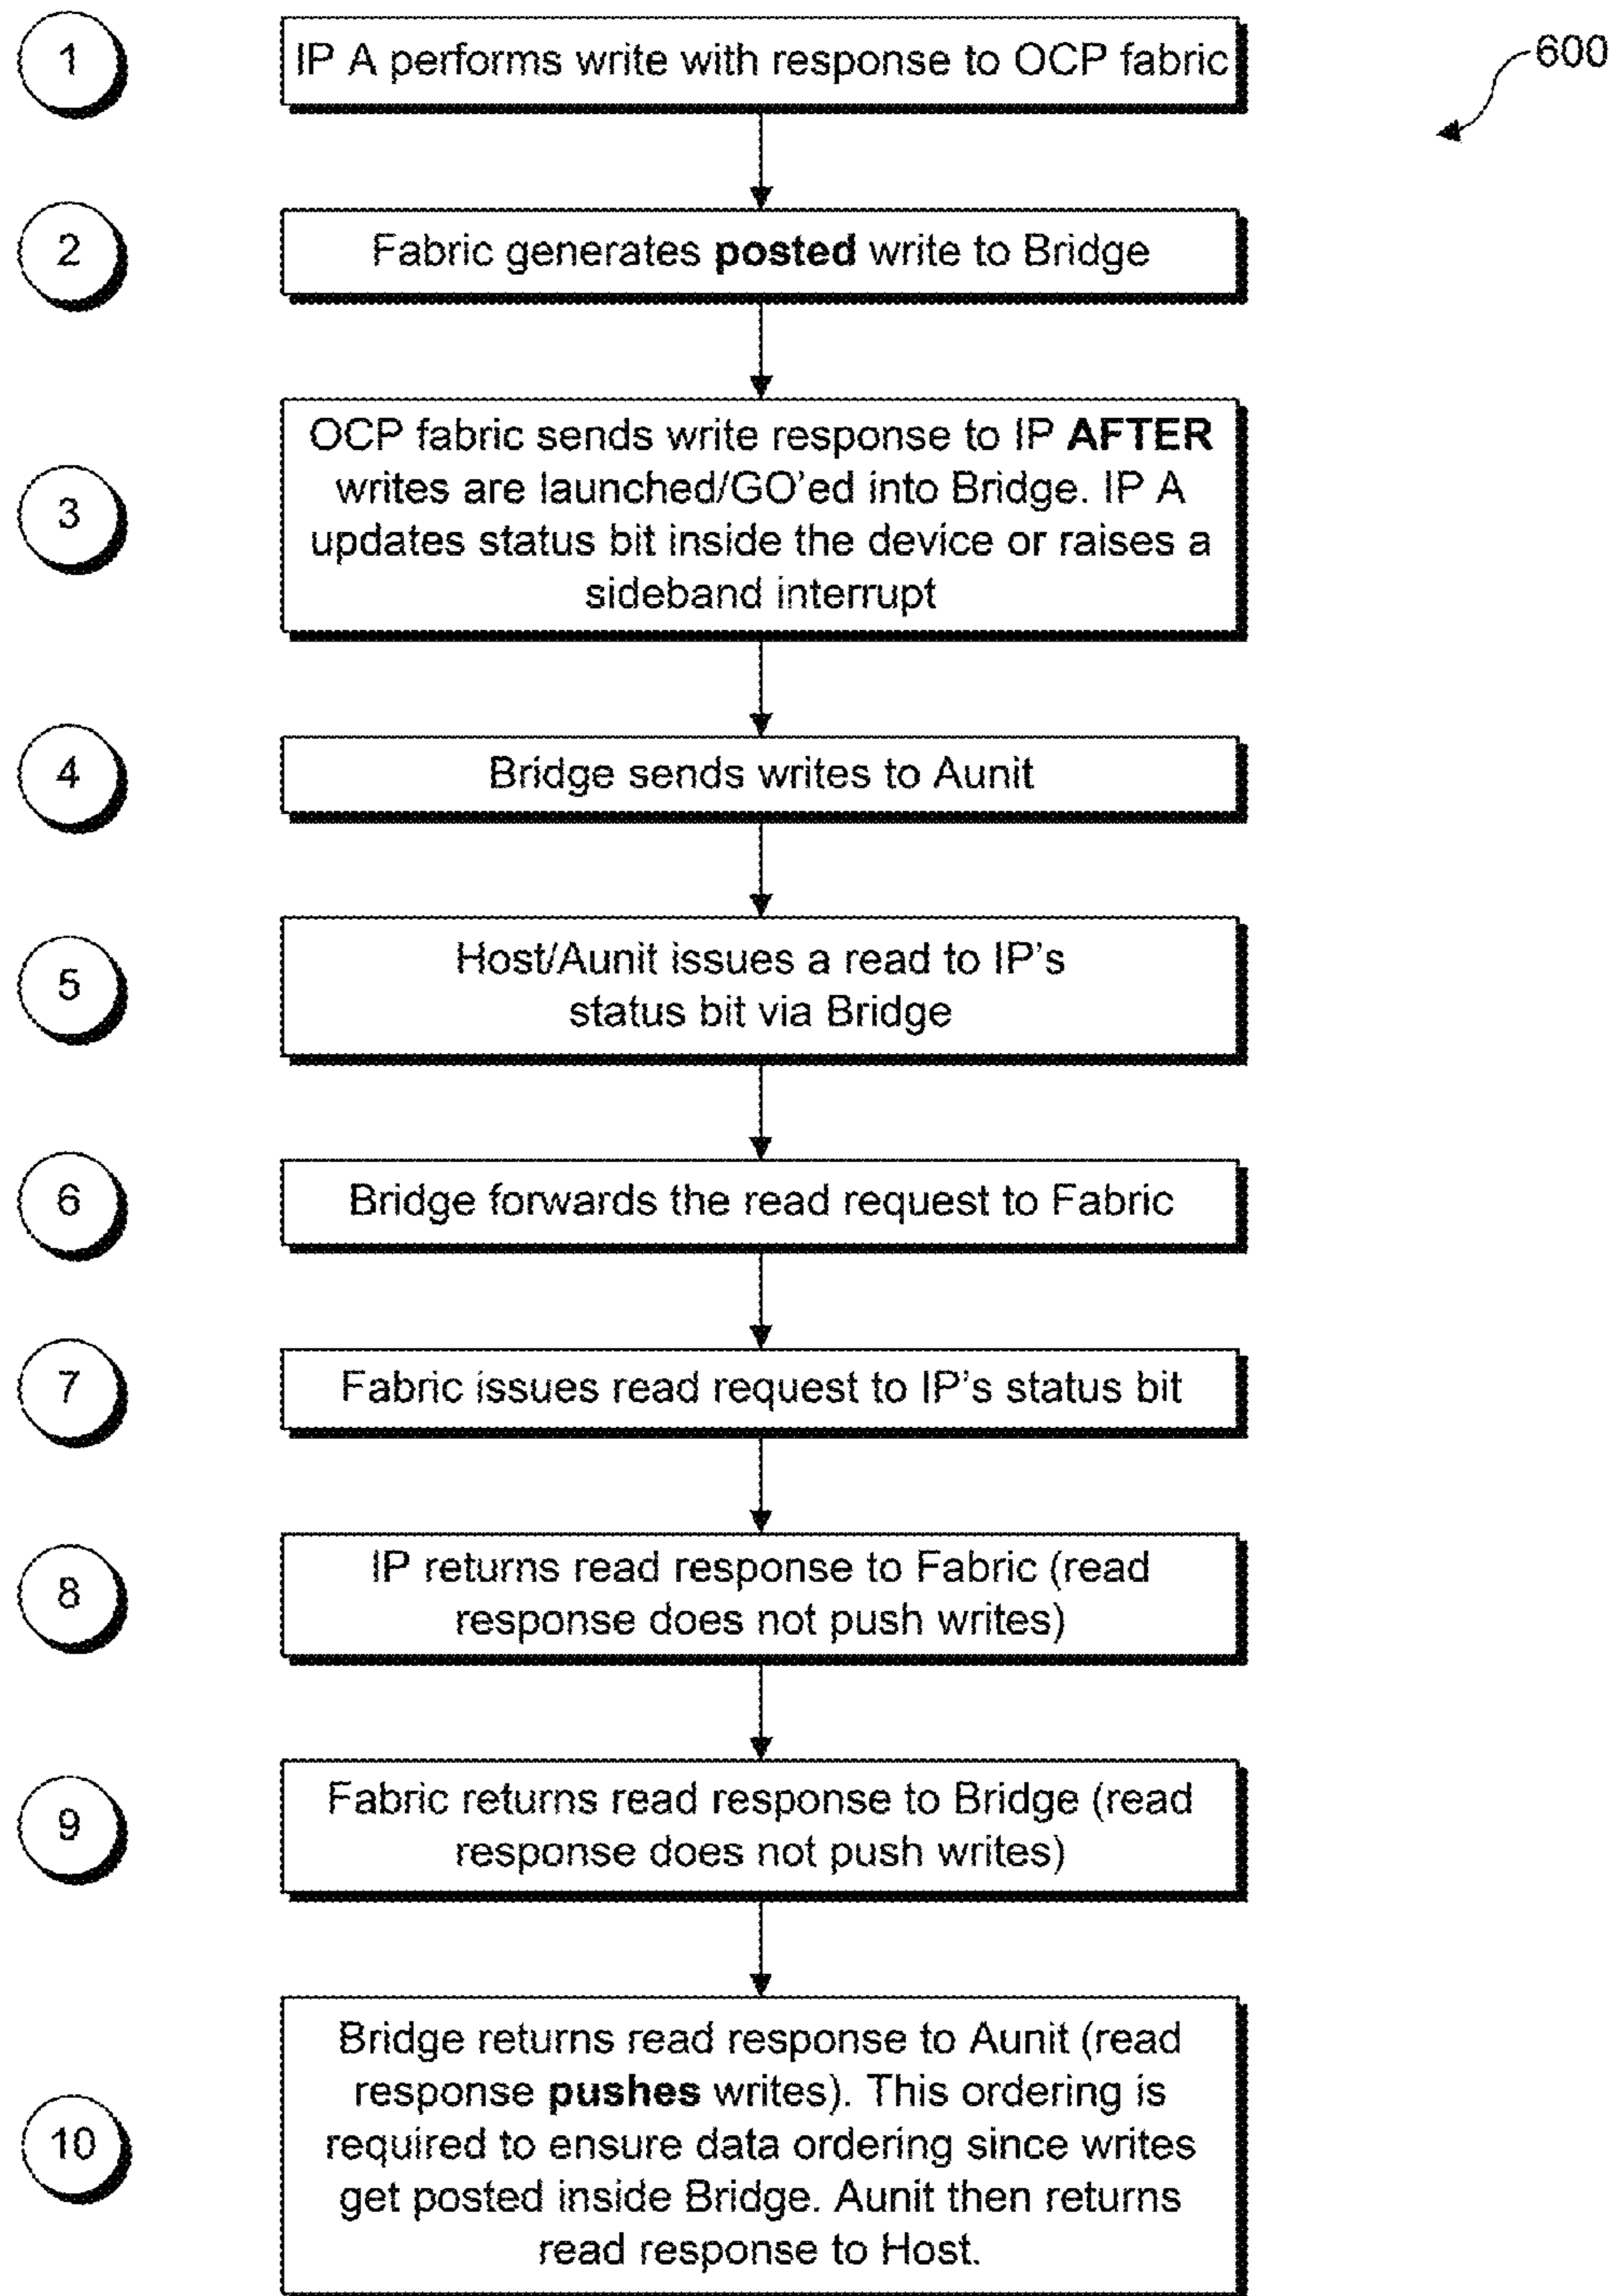 1
IP A performs write with response to OCP fabric
600
2
Fabric generates posted write to Bridge
3
OCP fabric sends write response to IP AFTER
writes are launched/GO'ed into Bridge. IP A
updates status bit inside the device or raises a
sideband interrupt
4
Bridge sends writes to Aunit
5
Host/Aunit issues a read to IP's
status bit via Bridge
6
Bridge forwards the read request to Fabric
7
Fabric issues read request to IP's status bit
8
IP returns read response to Fabric (read
response does not push writes)
9
Fabric returns read response to Bridge (read
response does not push writes)
10
Bridge returns read response to Aunit (read
response pushes writes). This ordering is
required to ensure data ordering since writes
get posted inside Bridge. Aunit then returns
read response to Host.